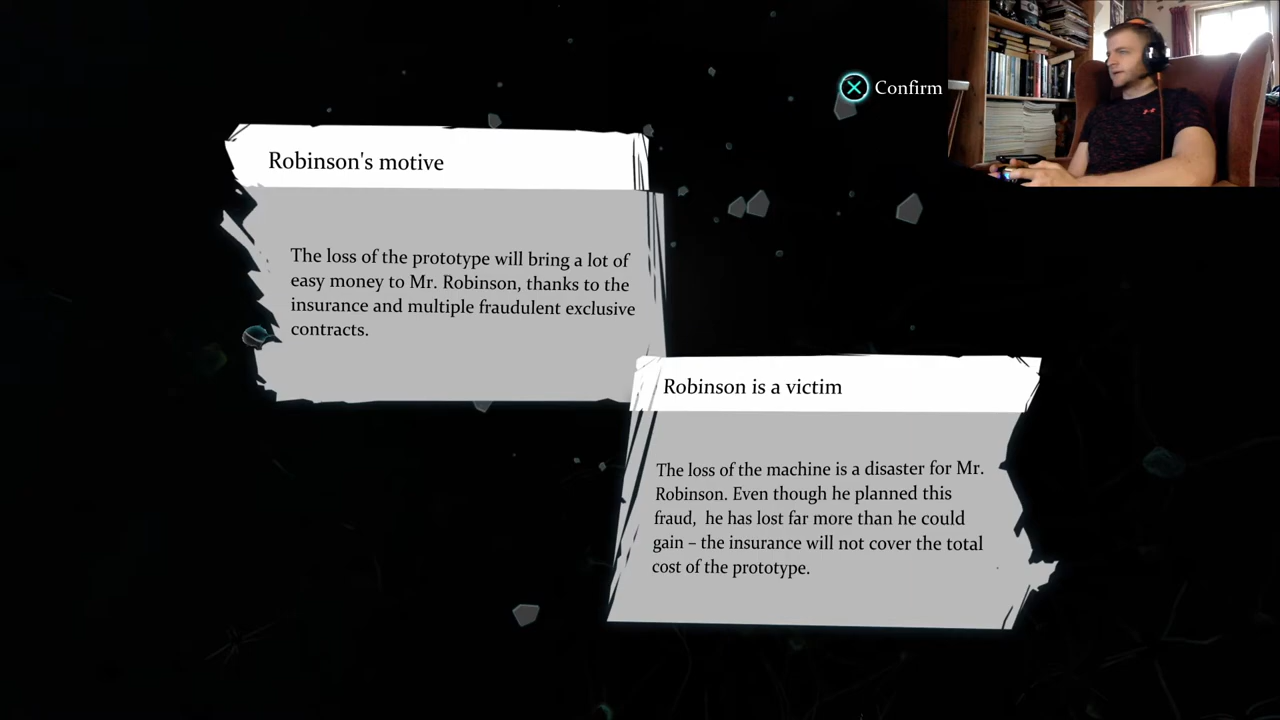 Confirm
Robinson's motive
The loss of the prototype will bring a lot of
easy money to Mr. Robinson, thanks to the
insurance and multiple fraudulent exclusive
contracts.
Robinson is a victim
The loss of the machine is a disaster for Mr.
Robinson. Even though he planned this
fraud, he has lost far more than he could
gain – the insurance will not cover the total
cost of the prototype.